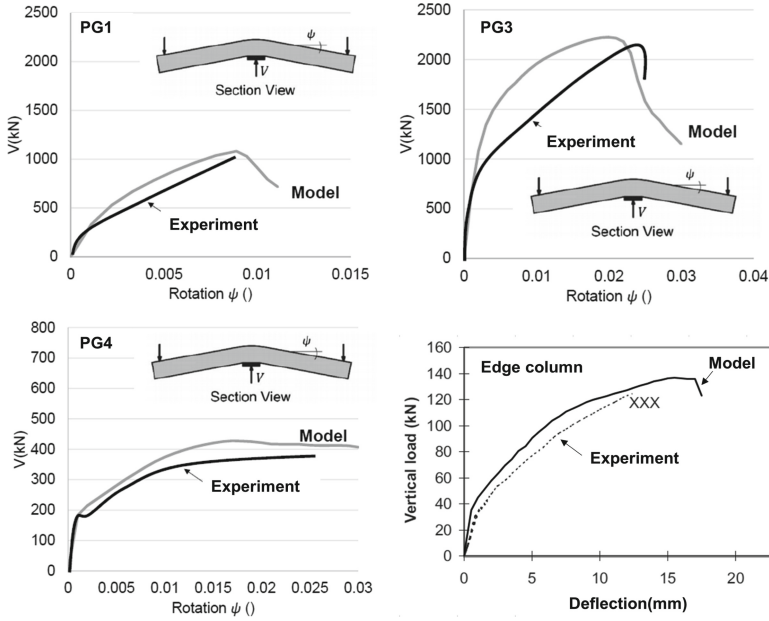 PG1
2500
2000
1500
1000
500
0
V(kN)
0
0.005
0.01
0.015
Rotation ψ ()
ψ
V
Section View
Model
Experiment
PG3
2500
2000
1500
1000
500
0
V(kN)
0
0.01
0.02
0.03
0.04
Rotation ψ ()
Experiment
Model
ψ
V
Section View
PG4
800
700
600
500
400
300
200
100
0
V(kN)
0
0.005
0.01
0.015
0.02
0.025
0.03
Rotation ψ ()
ψ
V
Section View
Model
Experiment
Edge column
160
140
120
100
80
60
40
20
0
Vertical load (kN)
0
5
10
15
20
Deflection(mm)
Model
XXX
Experiment